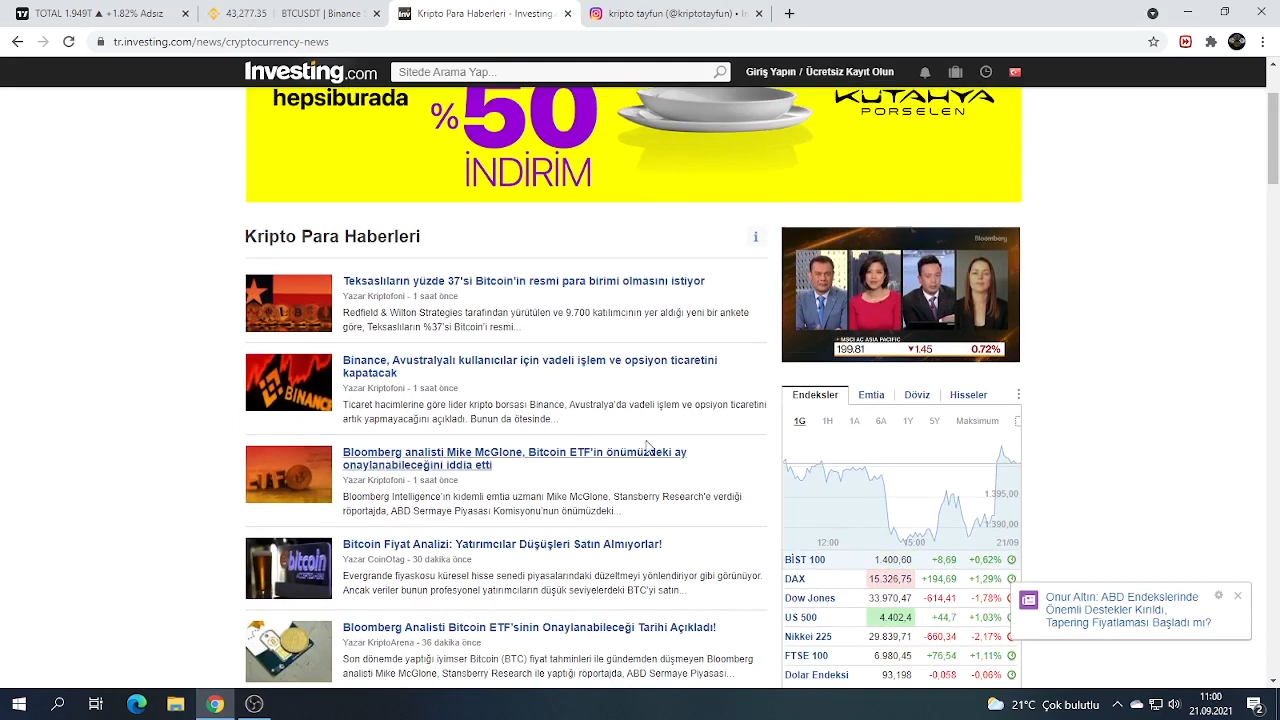 TOTAL 1.949T ▲ +1.82% Adsız
43,277.35
BTCUSDT | Binance S
Kripto Para Haberleri - Investing.
kripto tayfun (@kriptotayfun) • In
tr.investing.com/news/cryptocurrency-news
Investing.com
Sitede Arama Yap...
Giriş Yapın / Ücretsiz Kayıt Olun
hepsiburada
%50
İNDİRİM
KÜTAHYA
PORSELEN
Kripto Para Haberleri
Teksaslıların yüzde 37'si Bitcoin'in resmi para birimi olmasını istiyor
Yazar Kriptofoni - 1 saat önce
Redfield & Wilton Strategies tarafından yürütülen ve 9.700 katılımcının yer aldığı yeni bir ankete
göre, Teksaslıların %37'si Bitcoin'i resmi...
Binance, Avustralyalı kullanıcılar için vadeli işlem ve opsiyon ticaretini
kapatacak
Yazar Kriptofoni - 1 saat önce
Ticaret hacimlerine göre lider kripto borsası Binance, Avustralya'da vadeli işlem ve opsiyon ticaretini
artık yapmayacağını açıkladı. Bunun da ötesinde...
BINANC
Bloomberg analisti Mike McGlone, Bitcoin ETF'in önümüzdeki ay
onaylanabileceğini iddia etti
Yazar Kriptofoni - 1 saat önce
Bloomberg Intelligence'ın kıdemli emtia uzmanı Mike McGlone, Stansberry Research'e verdiği
röportajda, ABD Sermaye Piyasası Komisyonu'nun önümüzdeki...
ETF
Bitcoin Fiyat Analizi: Yatırımcılar Düşüşleri Satın Almıyorlar!
Yazar CoinOtag - 30 dakika önce
Evergrande fiyaskosu küresel hisse senedi piyasalarındaki düzeltmeyi yönlendiriyor gibi görünüyor.
Ancak veriler bunun profesyonel yatırımcıların düşük seviyelerdeki BTC'yi satın...
bitcoin
ACCEPTED HERE
Bloomberg Analisti Bitcoin ETF'sinin Onaylanabileceği Tarihi Açıkladı!
Yazar KriptoArena - 36 dakika önce
Son dönemde yaptığı iyimser Bitcoin (BTC) fiyat tahminleri ile gündemden düşmeyen Bloomberg
analisti Mike McGlone, Stansberry Research ile yaptığı röportajda, ABD Sermaye Piyasası...
Bloomberg
MSCI AC ASIA PACIFIC
199.81 ▼1.45 0.72%
Endeksler Emtia Döviz Hisseler
1G 1H 1A 6A 1Y 5Y Maksimum
1.395,00
1.390,00
12:00 15:00 21/09
BİST 100 1.400,60 +8,69 +0,62%
DAX 15.326,75 +194,69 +1,29%
Dow Jones 33.970,47 -614,41 -1,78%
US 500 4.402,4 +44,7 +1,03%
Nikkei 225 29.839,71 -660,34 -2,17%
FTSE 100 6.980,45 +76,54 +1,11%
Dolar Endeksi 93,198 -0,058 -0,06%
Onur Altın: ABD Endekslerinde
Önemli Destekler Kırıldı,
Tapering Fiyatlaması Başladı mı?
21°C Çok bulutlu
11:00
21.09.2021
2